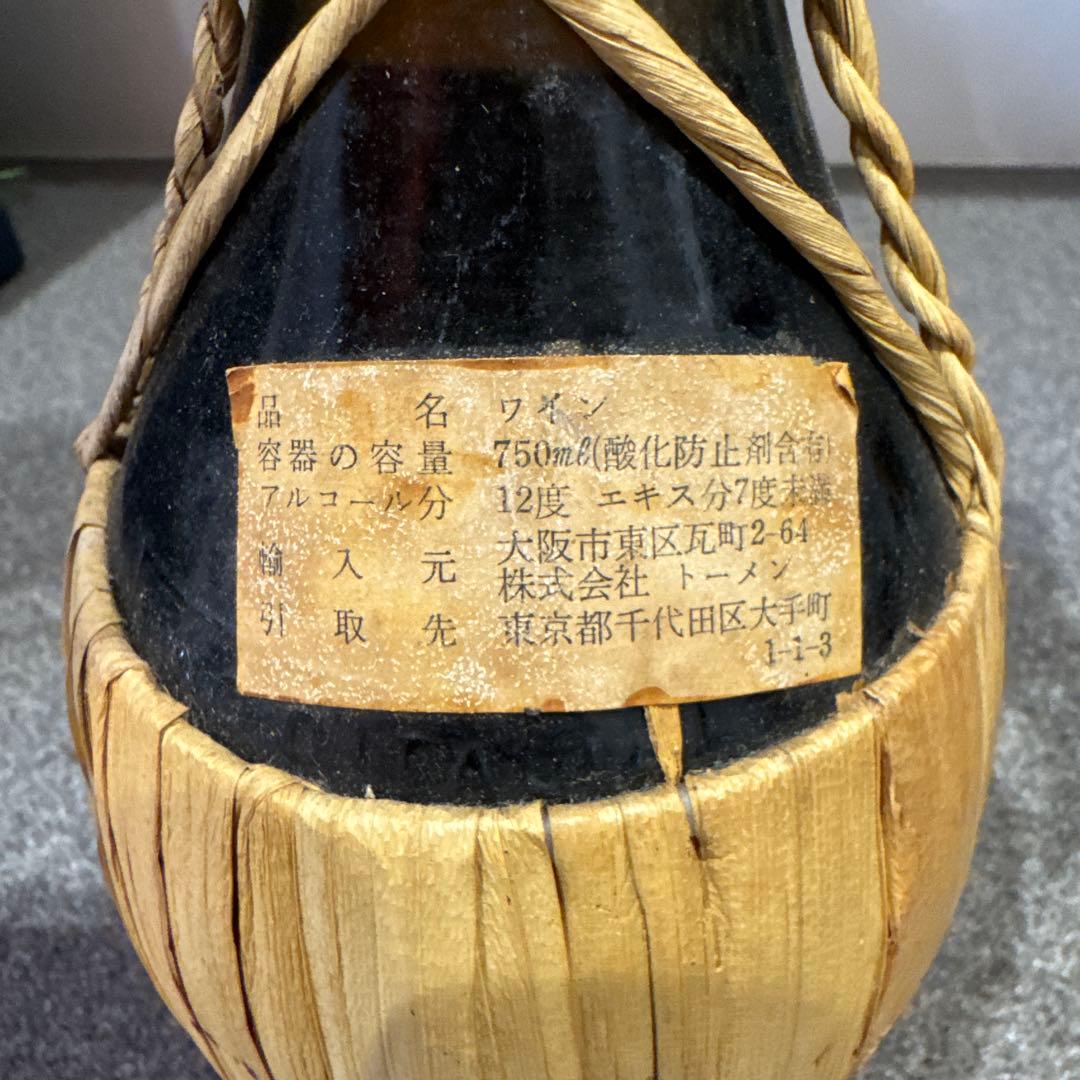 品名 ワイン
容器の容量 750ml(酸化防止剤含有)
アルコール分 12度 エキス分7度未満
輸入元 大阪市東区瓦町2-64
株式会社 トーメン
引取先 東京都千代田区大手町
1-1-3